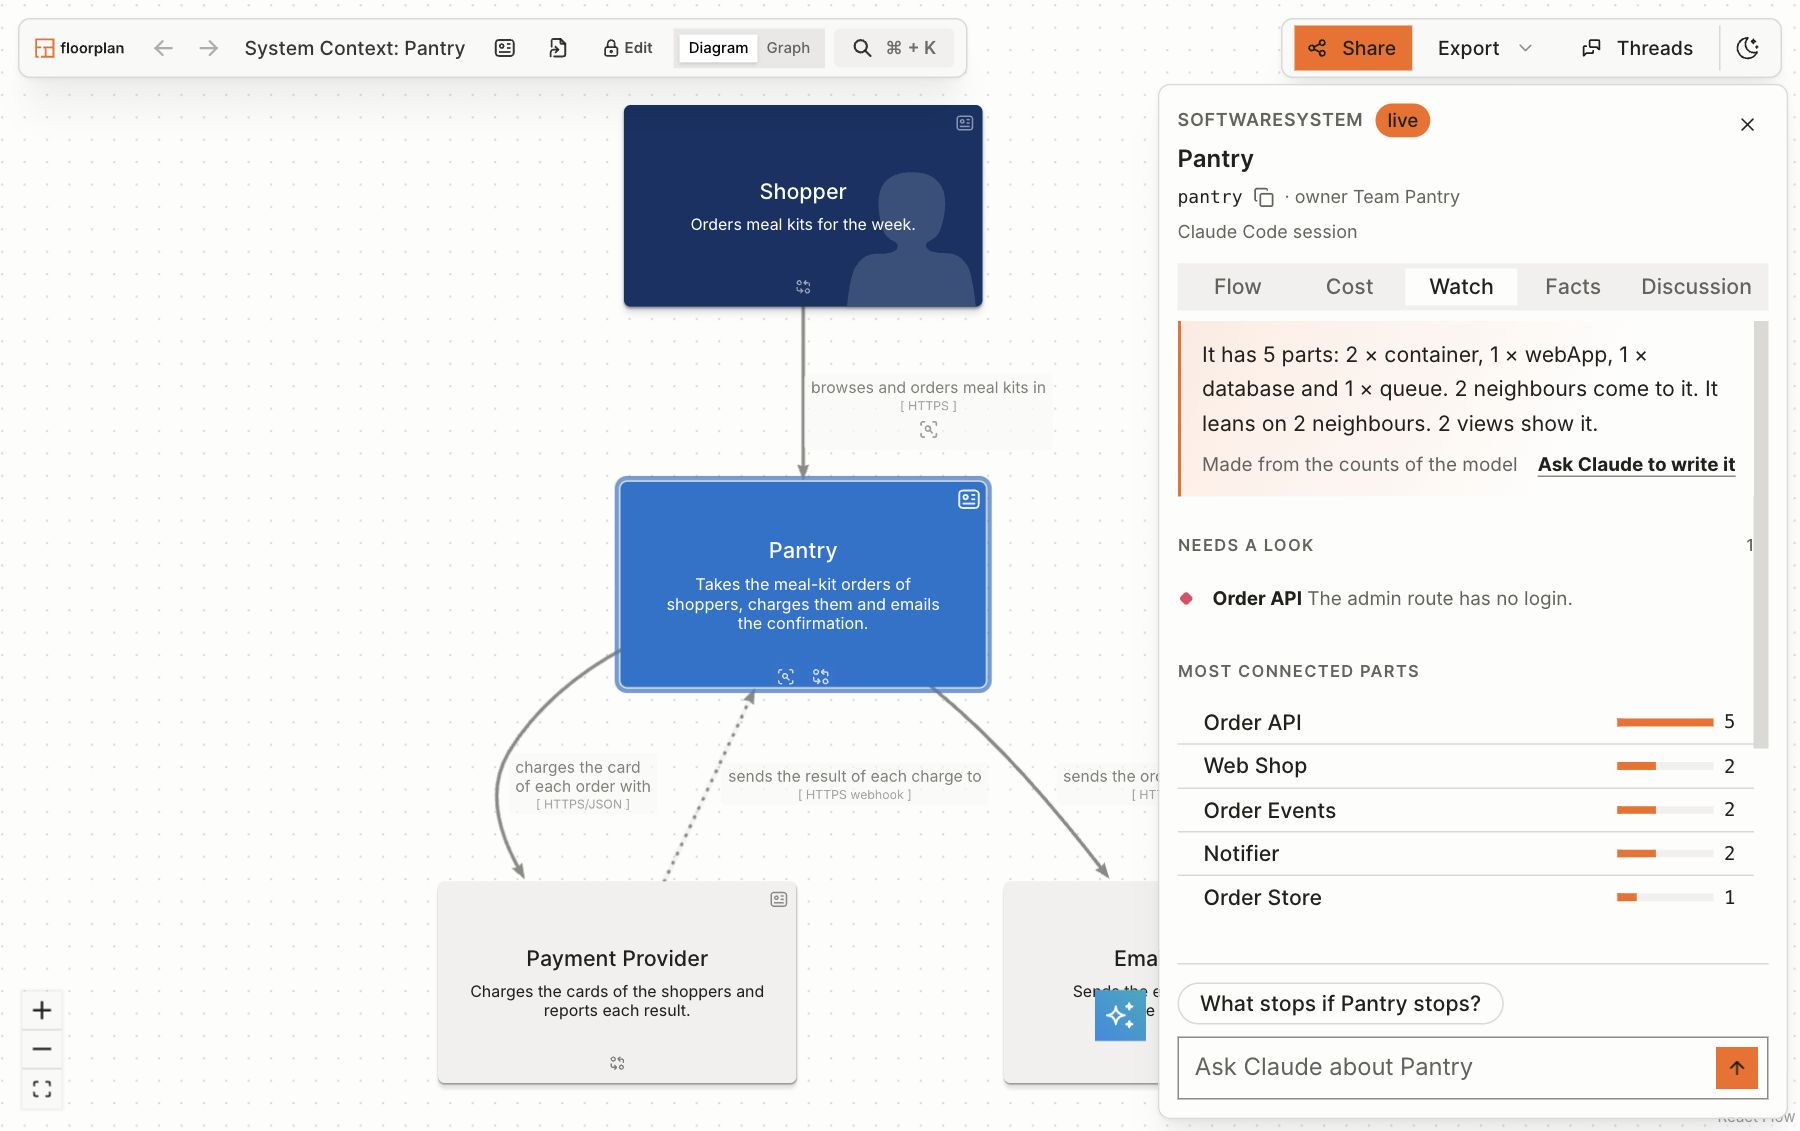 floorplan
System Context: Pantry
Edit
Diagram
Graph
⌘ + K
Share
Export
Threads
Shopper
Orders meal kits for the week.
browses and orders meal kits in
[ HTTPS ]
Pantry
Takes the meal-kit orders of
shoppers, charges them and emails
the confirmation.
charges the card
of each order with
[ HTTPS/JSON ]
sends the result of each charge to
[ HTTPS webhook ]
sends the
Payment Provider
Charges the cards of the shoppers and
reports each result.
SOFTWARESYSTEM
live
Pantry
pantry · owner Team Pantry
Claude Code session
Flow
Cost
Watch
Facts
Discussion
It has 5 parts: 2 × container, 1 × webApp, 1 ×
database and 1 × queue. 2 neighbours come to it. It
leans on 2 neighbours. 2 views show it.
Made from the counts of the model
Ask Claude to write it
NEEDS A LOOK
1
Order API The admin route has no login.
MOST CONNECTED PARTS
Order API 5
Web Shop 2
Order Events 2
Notifier 2
Order Store 1
What stops if Pantry stops?
Ask Claude about Pantry
React Flow